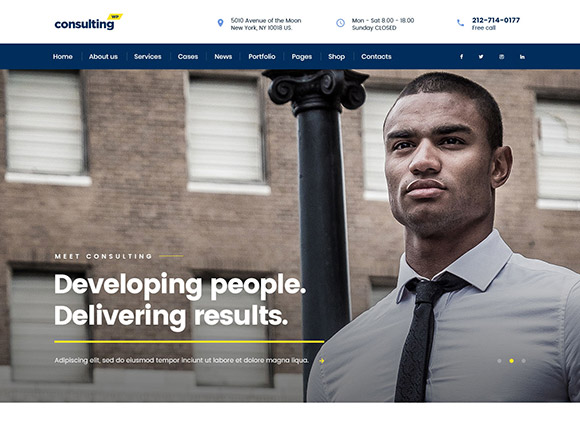 consulting WP
5010 Avenue of the Moon
New York, NY 10018 US.
Mon - Sat 8.00 - 18.00
Sunday CLOSED
212-714-0177
Free call
Home About us Services Cases News Portfolio Pages Shop Contacts
MEET CONSULTING
Developing people.
Delivering results.
Adipiscing elit, sed do eiusmod tempor inciunt ut labore et dolore magna liqua.